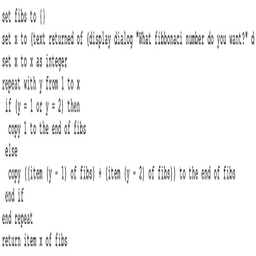 set fibs to {}
set x to (text returned of (display dialog "What fibbonaci number do you want?" d
set x to x as integer
repeat with y from 1 to x
if (y = 1 or y = 2) then
copy 1 to the end of fibs
else
copy ((item (y - 1) of fibs) + (item (y - 2) of fibs)) to the end of fibs
end if
end repeat
return item x of fibs